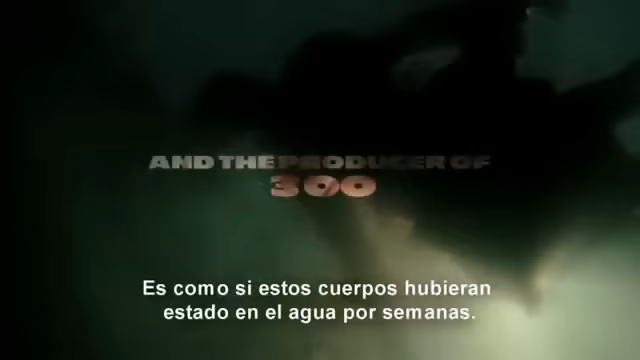 AND THE PRODUCER OF
300
Es como si estos cuerpos hubieran
estado en el agua por semanas.